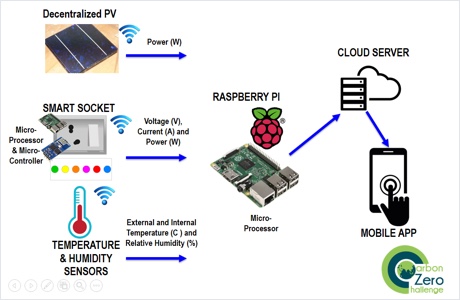 Decentralized PV
Power (W)
CLOUD SERVER
SMART SOCKET
Micro-
Processor
& Micro-
Controller
Voltage (V),
Current (A) and
Power (W)
RASPBERRY PI
Micro-
Processor
TEMPERATURE
& HUMIDITY
SENSORS
External and Internal
Temperature (C ) and
Relative Humidity (%)
MOBILE APP
Carbon
Zero
Challenge